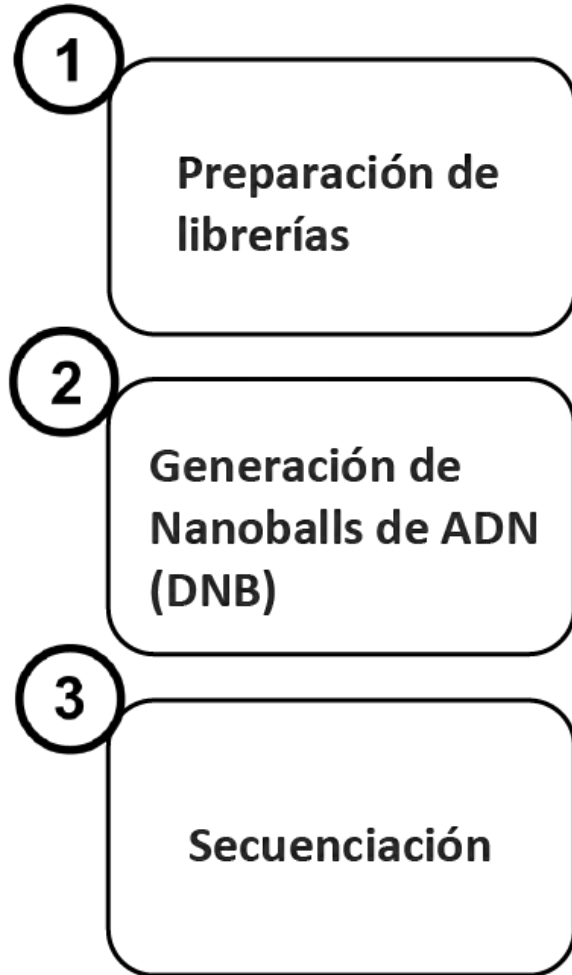 1
Preparación de
librerías
2
Generación de
Nanoballs de ADN
(DNB)
3
Secuenciación